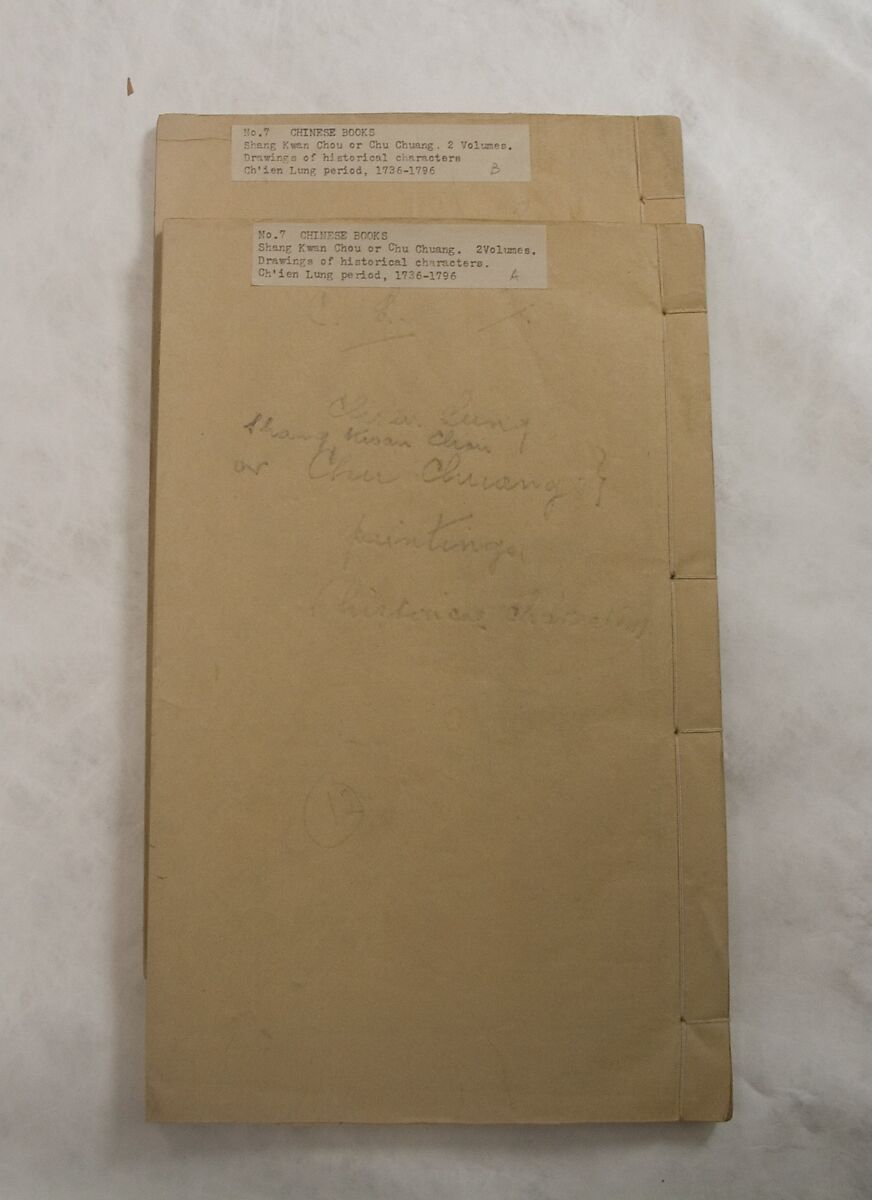 No.7 CHINESE BOOKS
Shang Kwan Chou or Chu Chuang. 2 Volumes.
Drawings of historical characters
Ch'ien Lung period, 1736-1796 B
No.7 CHINESE BOOKS
Shang Kwan Chou or Chu Chuang. 2Volumes.
Drawings of historical characters.
Ch'ien Lung period, 1736-1796 A
Ch'ien Lung
Shang Kwan Chou
or Chu Chuang }
paintings
historical characters
12